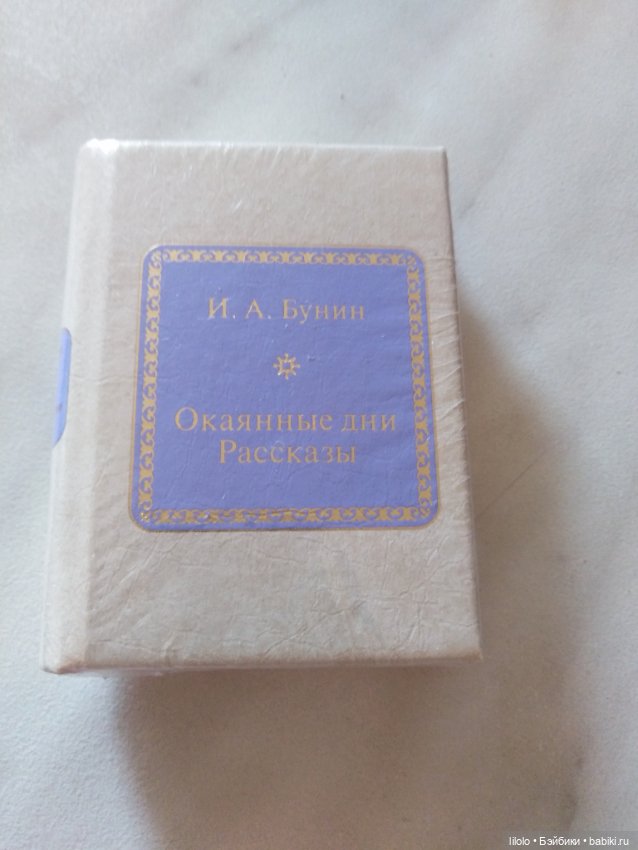 И. А. Бунин
Окаянные дни
Рассказы
lilolo • Бэйбики • babiki.ru